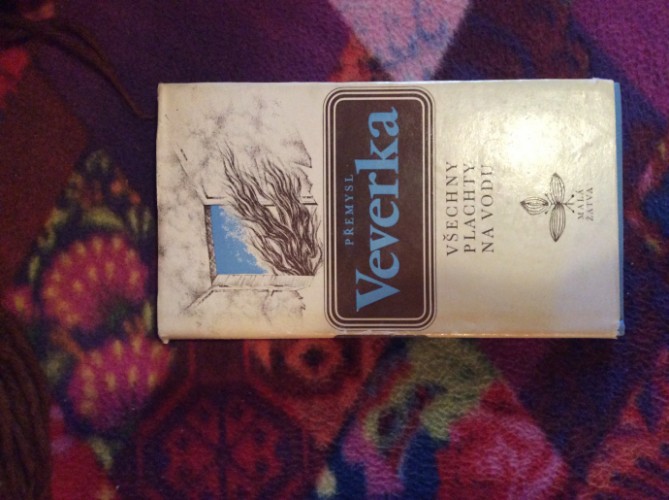 PŘEMYSL
Veverka
VŠECHNY
PLACHTY
NA VODU
MALÁ
ŽATVA